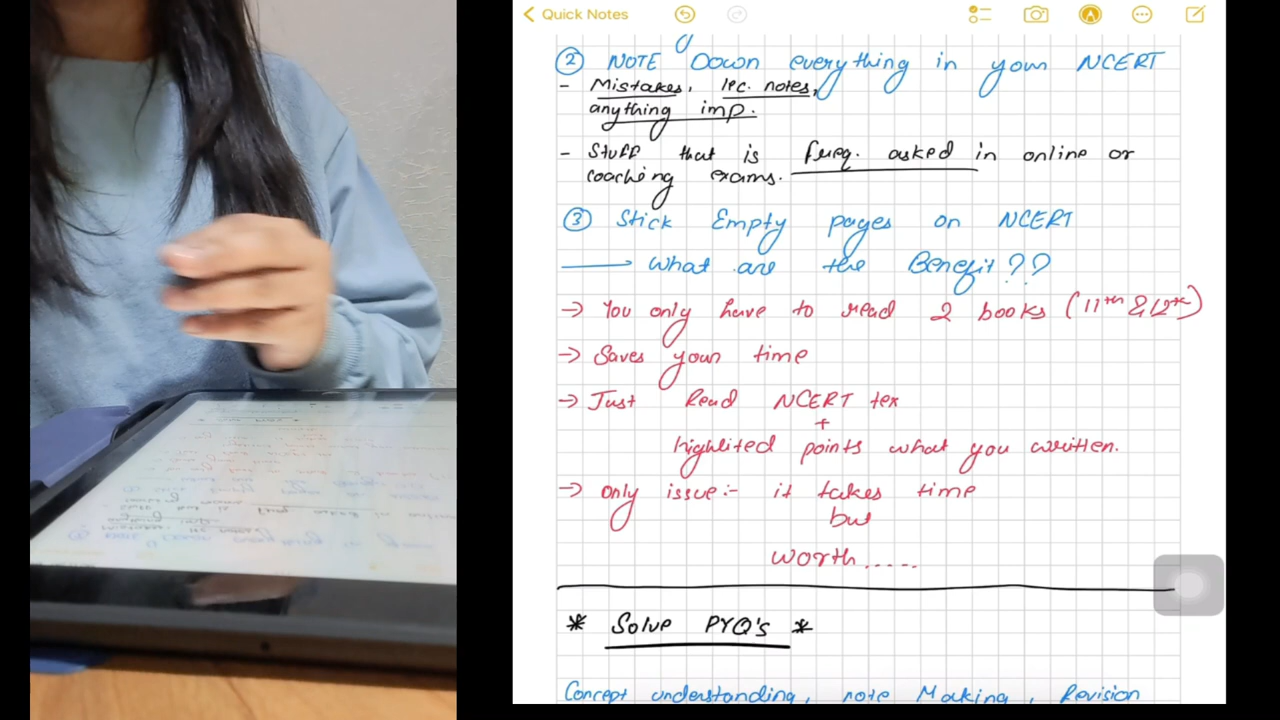 Quick Notes
② NOTE Down everything in your NCERT
- Mistakes, lec. notes,
anything imp.
- Stuff that is freq. asked in online or
coaching exams.
③ Stick Empty pages on NCERT
What are the Benefit??
→ You only have to read 2 books (11th & 12th)
→ Saves your time
→ Just Read NCERT tex
+
highlited points what you written.
→ only issue:- it takes time
but
worth.....
* Solve PYQ's *
Concept understanding, note Making, Revision